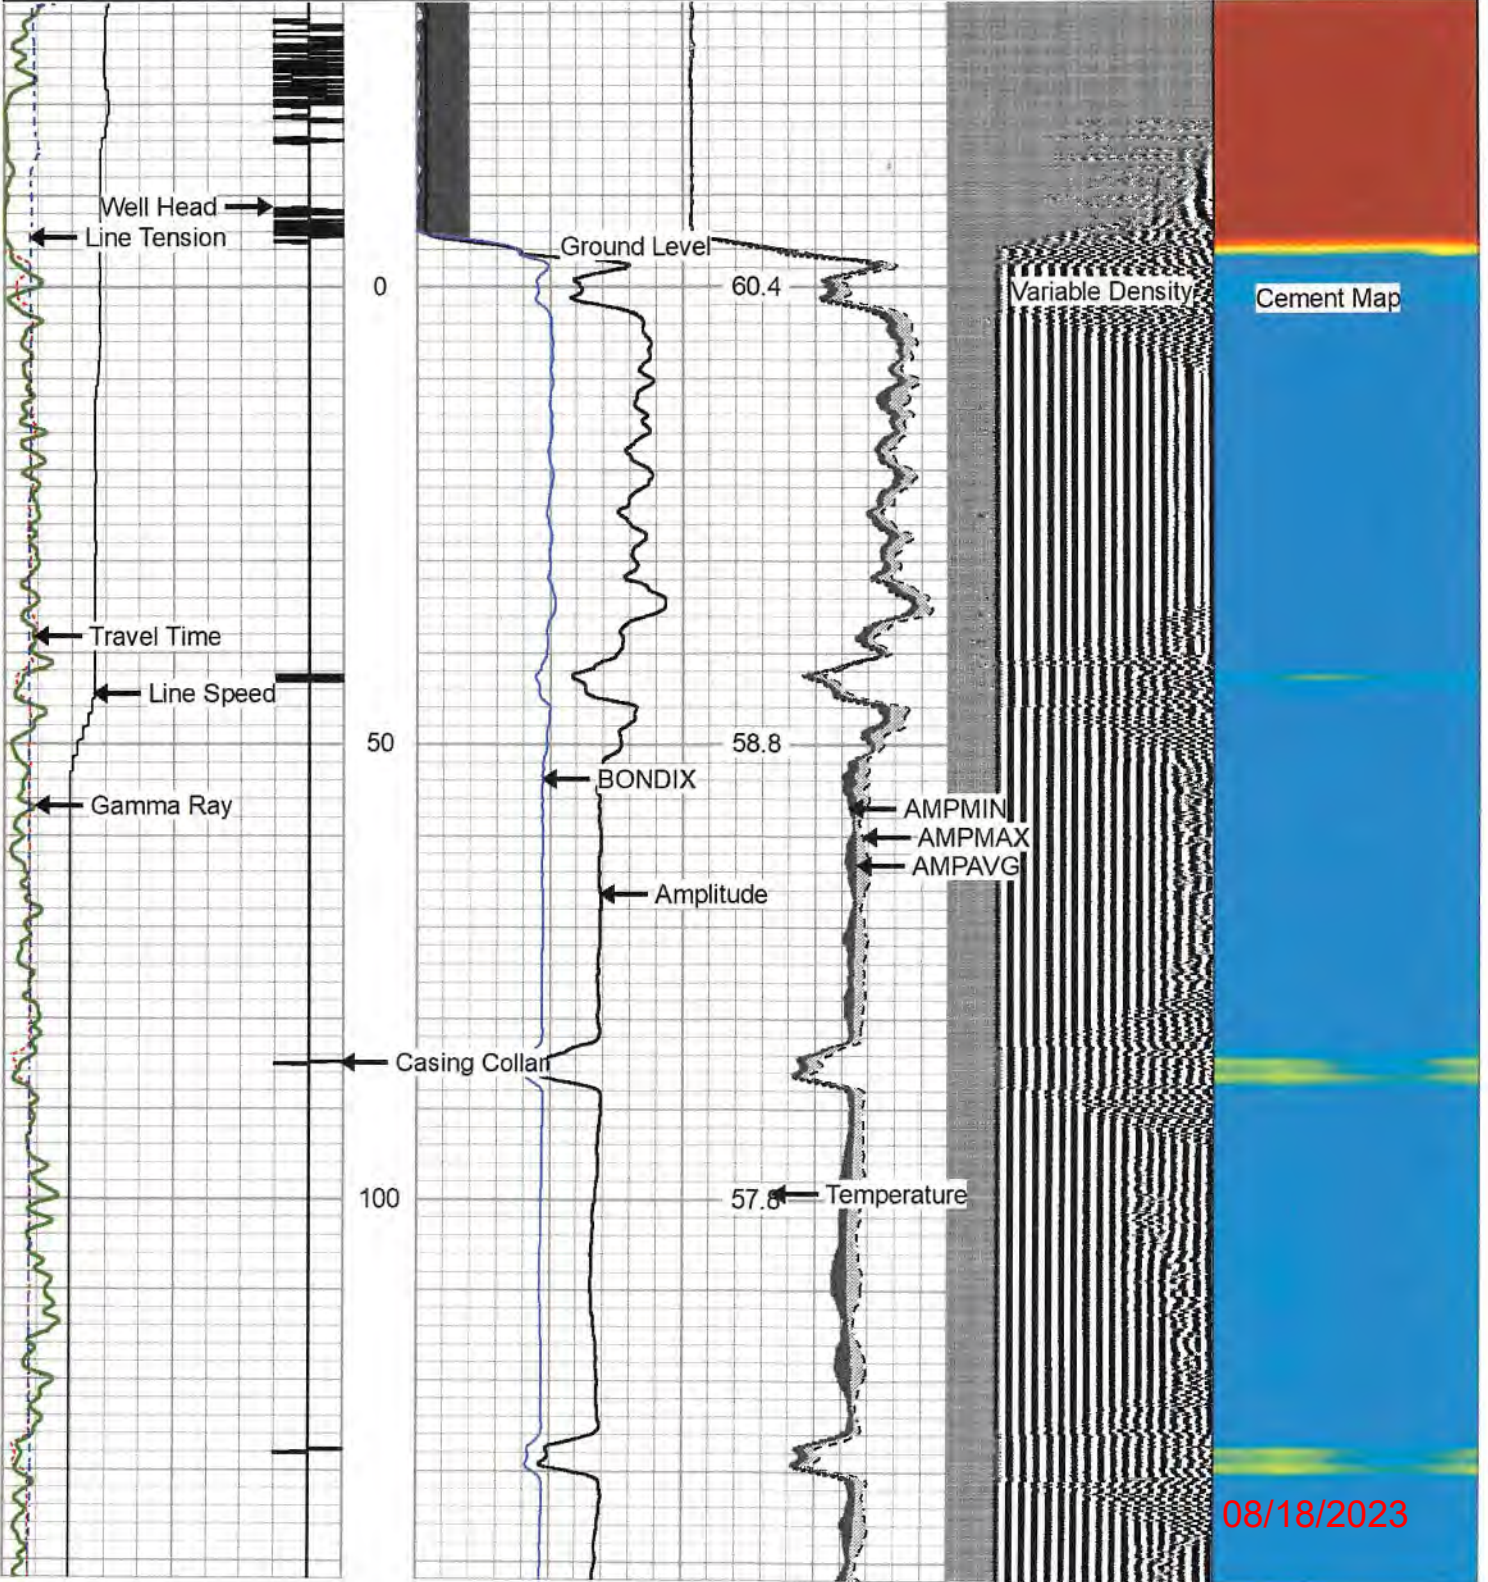 Well Head
Line Tension
Ground Level
0
60.4
Variable Density
Cement Map
Travel Time
Line Speed
50
58.8
BONDIX
Gamma Ray
AMPMIN
AMPMAX
AMPAVG
Amplitude
Casing Collar
100
57.8
Temperature
08/18/2023